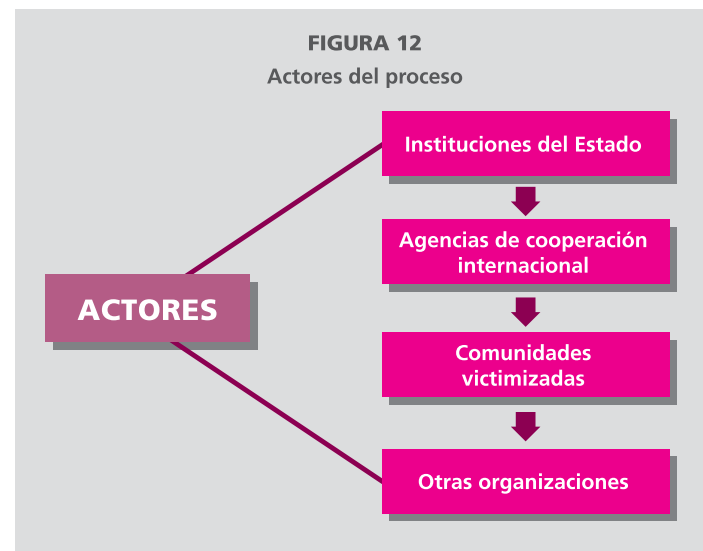 FIGURA 12
Actores del proceso
ACTORES
Instituciones del Estado
Agencias de cooperación
internacional
Comunidades
victimizadas
Otras organizaciones